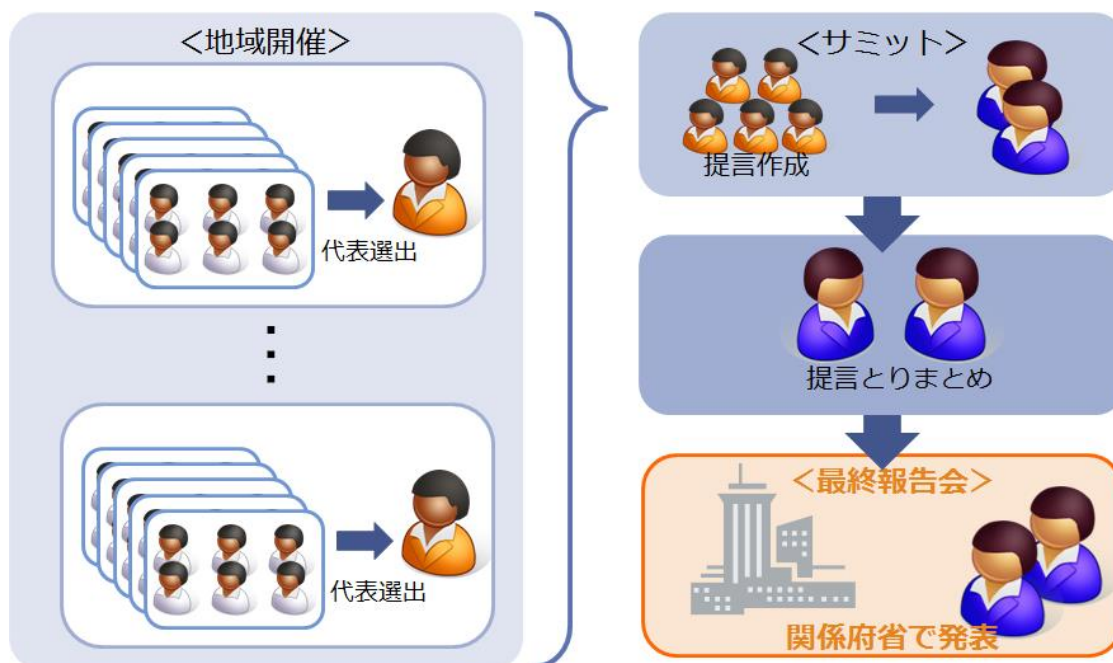 <地域開催>
代表選出
代表選出
<サミット>
提言作成
提言とりまとめ
<最終報告会>
関係府省で発表